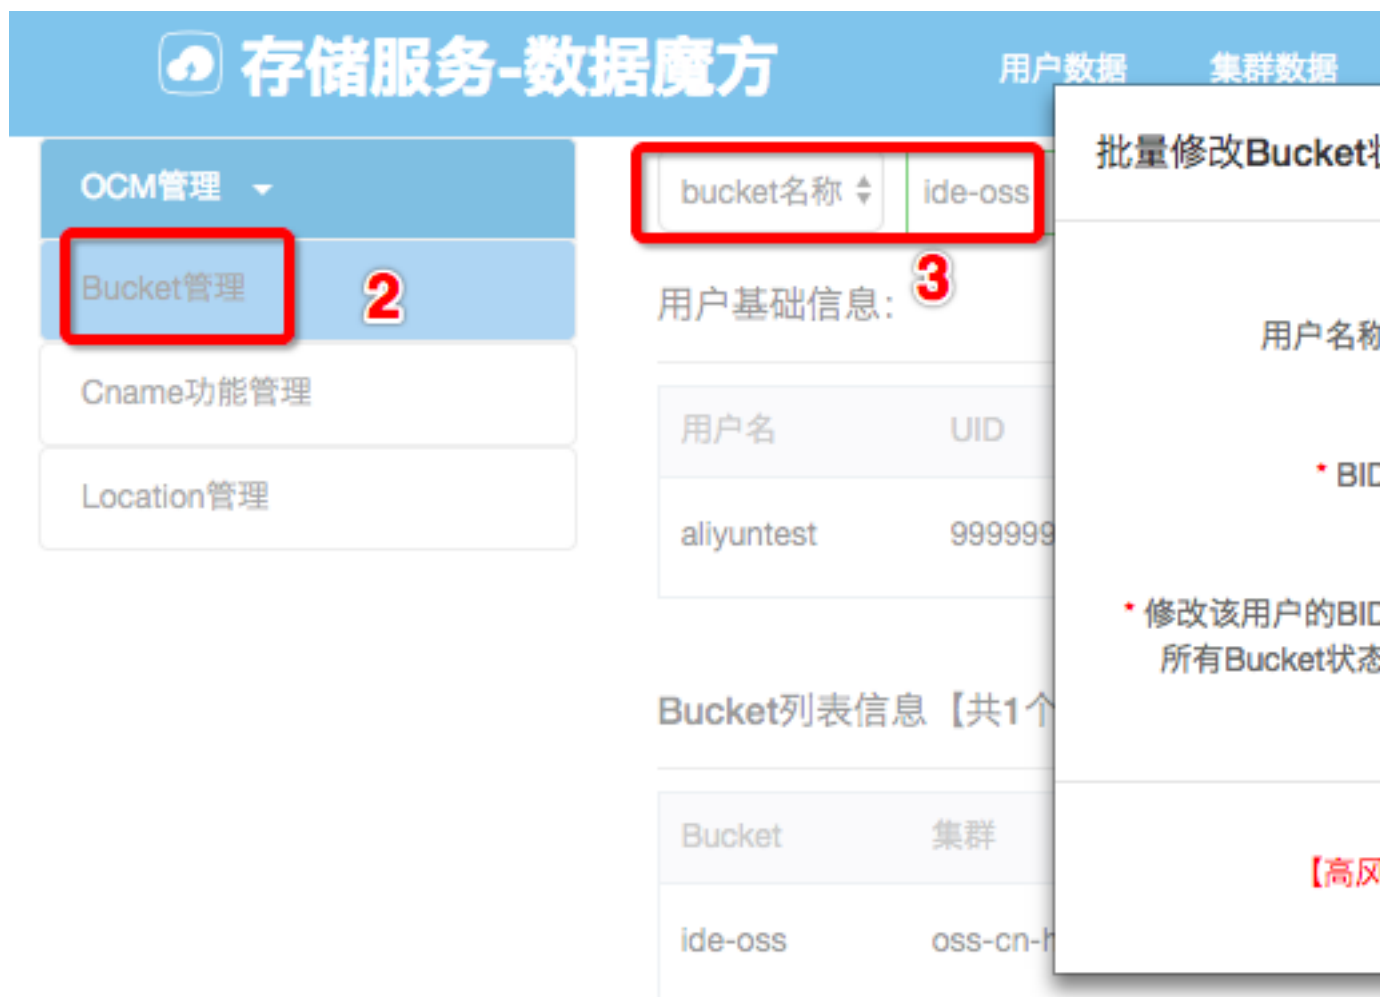 存储服务-数据魔方
用户数据 集群数据
OCM管理
Bucket管理
2
Cname功能管理
Location管理
bucket名称 ide-oss
3
用户基础信息：
用户名 UID
aliyuntest 999999
Bucket列表信息【共1个
Bucket 集群
ide-oss oss-cn-h
批量修改Bucket状
用户名称
* BID
* 修改该用户的BID
所有Bucket状态
【高风